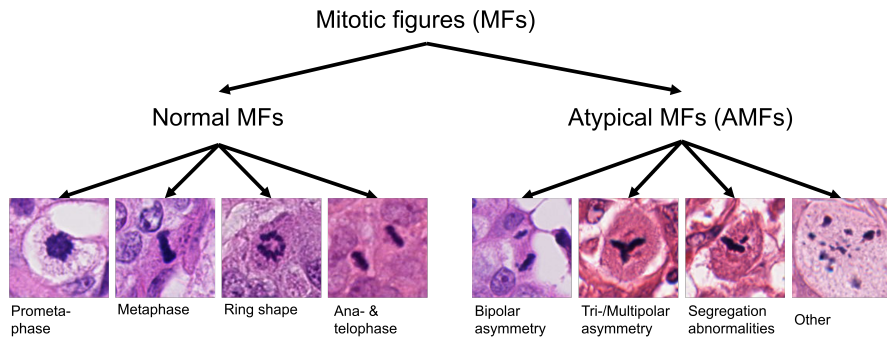 Mitotic figures (MFs)
Normal MFs
Atypical MFs (AMFs)
Prometa-
phase
Metaphase
Ring shape
Ana- &
telophase
Bipolar
asymmetry
Tri-/Multipolar
asymmetry
Segregation
abnormalities
Other